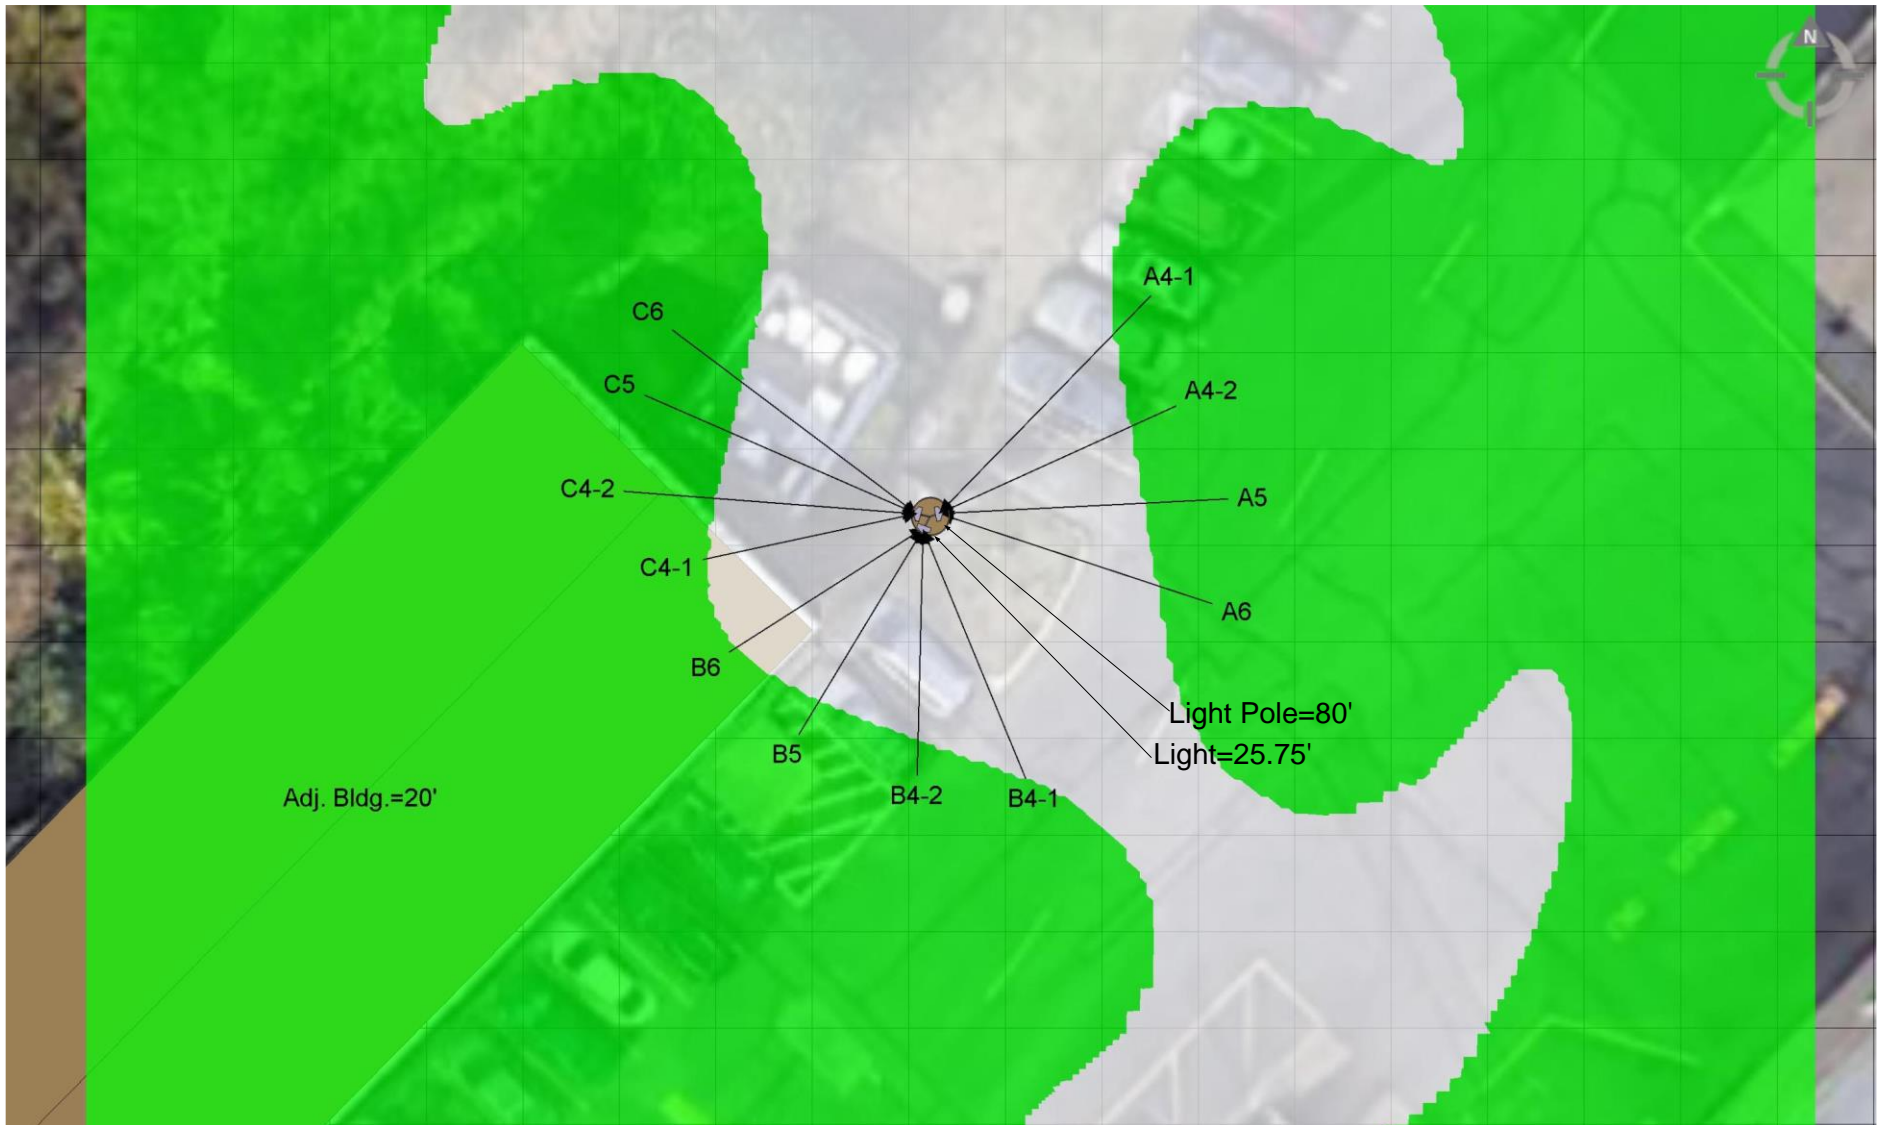 N
A4-1
C6
C5
A4-2
C4-2
A5
C4-1
A6
B6
Light Pole=80'
B5
Light=25.75'
Adj. Bldg.=20'
B4-2
B4-1